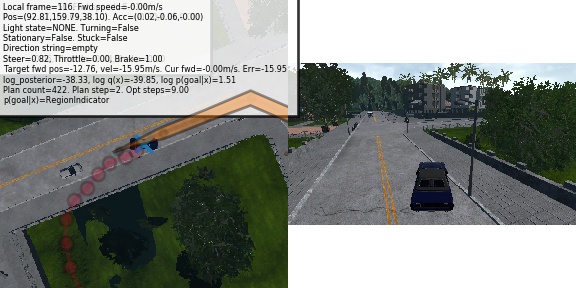 Local frame=116. Fwd speed=-0.00m/s
Pos=(92.81,159.79,38.10). Acc=(0.02,-0.06,-0.00)
Light state=NONE. Turning=False
Stationary=False. Stuck=False
Direction string=empty
Steer=0.82, Throttle=0.00, Brake=1.00
Target fwd pos=-12.76, vel=-15.95m/s. Cur fwd=-0.00m/s. Err=-15.95
log_posterior=-38.33, log q(x)=-39.85, log p(goal|x)=1.51
Plan count=422. Plan step=2. Opt steps=9.00
p(goal|x)=RegionIndicator